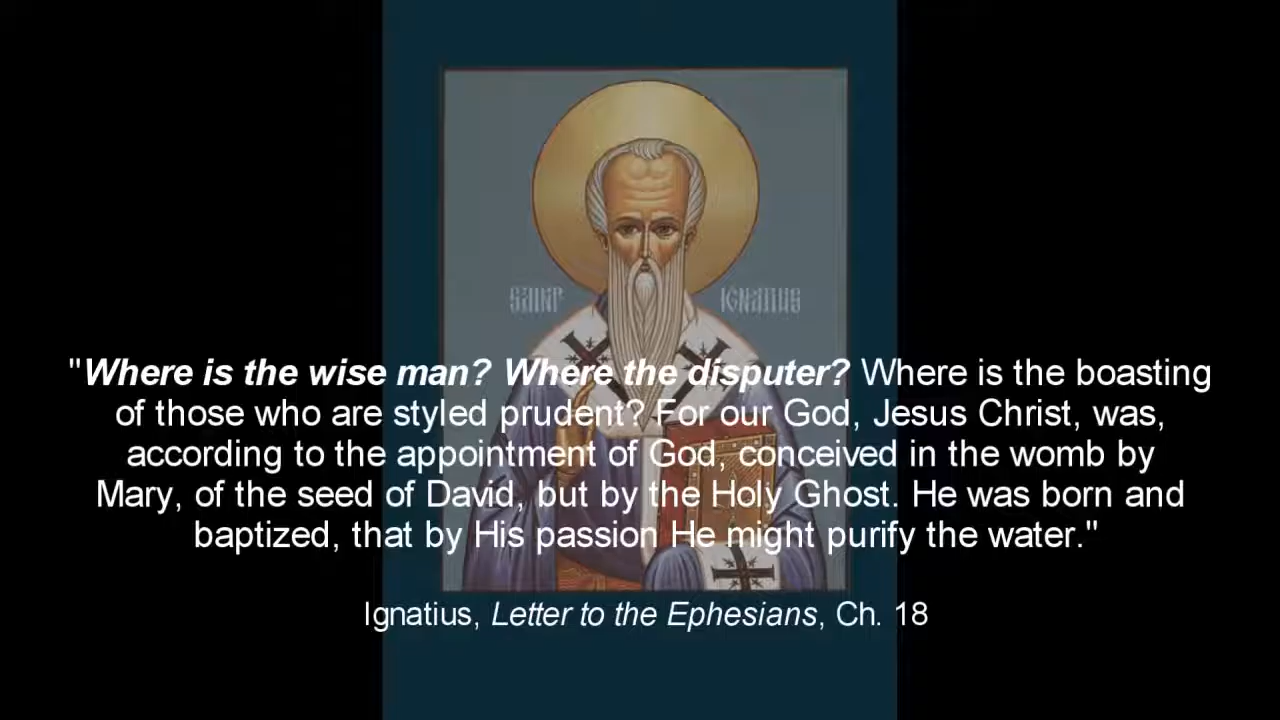 SAINT IGNATIUS
"Where is the wise man? Where the disputer? Where is the boasting
of those who are styled prudent? For our God, Jesus Christ, was,
according to the appointment of God, conceived in the womb by
Mary, of the seed of David, but by the Holy Ghost. He was born and
baptized, that by His passion He might purify the water."
Ignatius, Letter to the Ephesians, Ch. 18